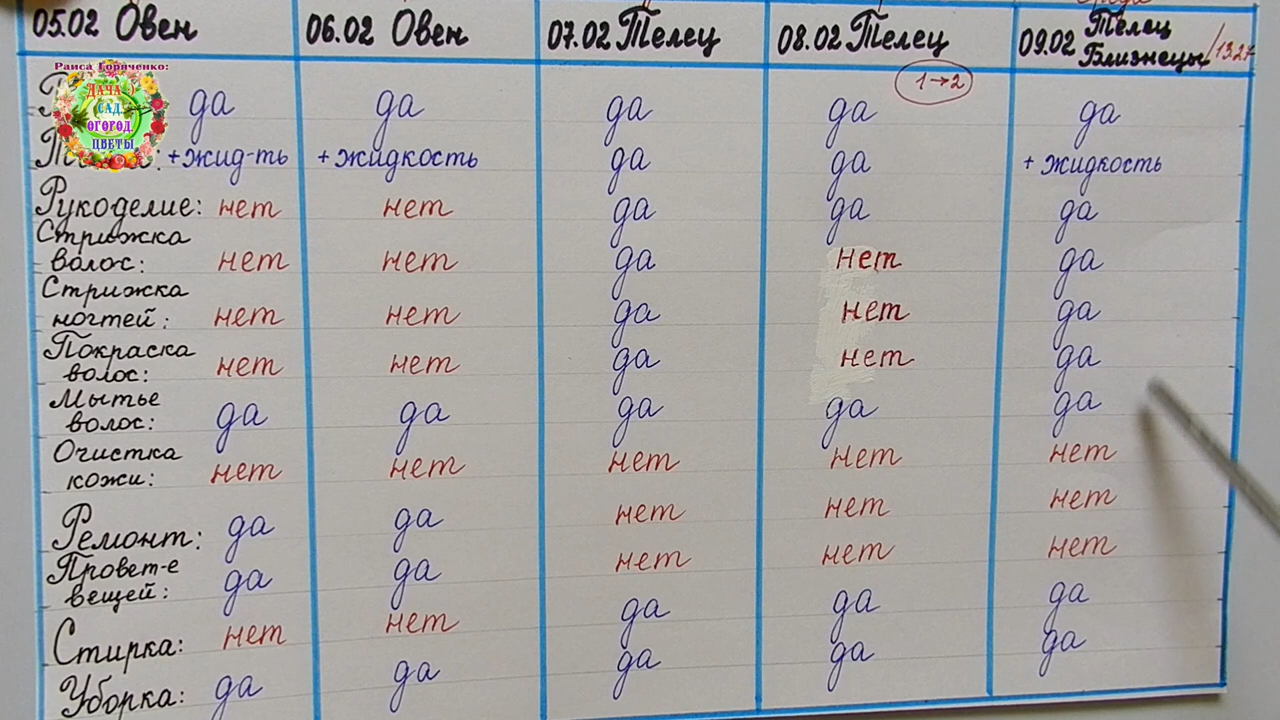 05.02 Овен 06.02 Овен 07.02 Телец 08.02 Телец 09.02 Телец
Близнецы /13:27
1→2
Раиса Горяченко:
ДАЧА
САД,
ОГОРОД,
ЦВЕТЫ
да да да да да
+жид-ть +жидкость да да + жидкость
Рукоделие: нет нет да да да
Стрижка
волос: нет нет да нет да
Стрижка
ногтей: нет нет да нет да
Покраска
волос: нет нет да нет да
Мытье
волос: да да да да да
Очистка
кожи: нет нет нет нет нет
Ремонт: да да нет нет нет
Провет-е
вещей: да да нет нет нет
Стирка: нет нет да да да
Уборка: да да да да да